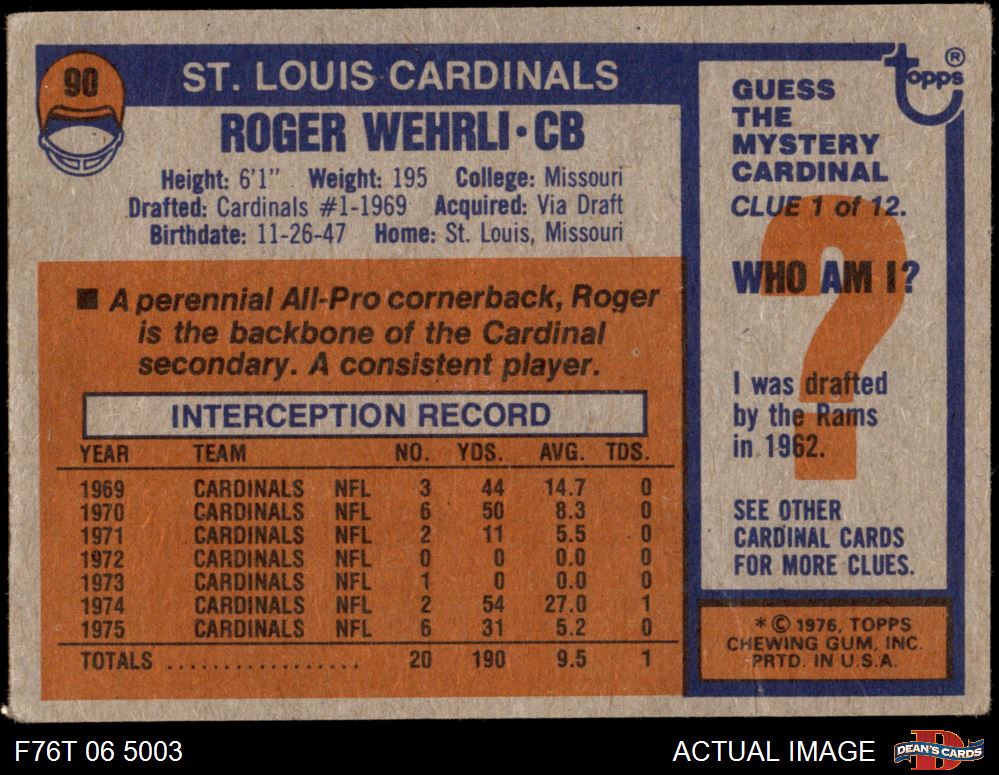 90
ST. LOUIS CARDINALS
ROGER WEHRLI • CB
Height: 6'1" Weight: 195 College: Missouri
Drafted: Cardinals #1-1969 Acquired: Via Draft
Birthdate: 11-26-47 Home: St. Louis, Missouri
■ A perennial All-Pro cornerback, Roger
is the backbone of the Cardinal
secondary. A consistent player.
INTERCEPTION RECORD
YEAR TEAM NO. YDS. AVG. TDS.
1969 CARDINALS NFL 3 44 14.7 0
1970 CARDINALS NFL 6 50 8.3 0
1971 CARDINALS NFL 2 11 5.5 0
1972 CARDINALS NFL 0 0 0.0 0
1973 CARDINALS NFL 1 0 0.0 0
1974 CARDINALS NFL 2 54 27.0 1
1975 CARDINALS NFL 6 31 5.2 0
TOTALS .................. 20 190 9.5 1
topps ®
GUESS
THE
MYSTERY
CARDINAL
CLUE 1 of 12.
?
WHO AM I?
I was drafted
by the Rams
in 1962.
SEE OTHER
CARDINAL CARDS
FOR MORE CLUES.
* © 1976, TOPPS
CHEWING GUM, INC.
PRTD. IN U.S.A.
F76T 06 5003
ACTUAL IMAGE
D
DEAN'S CARDS